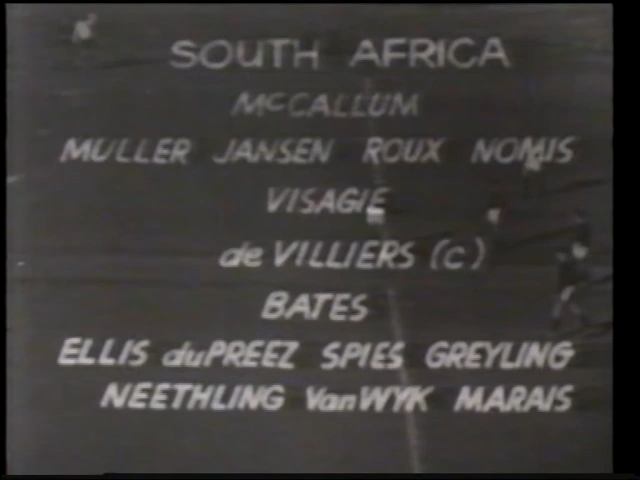 SOUTH AFRICA
McCALLUM
MULLER JANSEN ROUX NOMIS
VISAGIE
de VILLIERS (C)
BATES
ELLIS duPREEZ SPIES GREYLING
NEETHLING VanWYK MARAIS